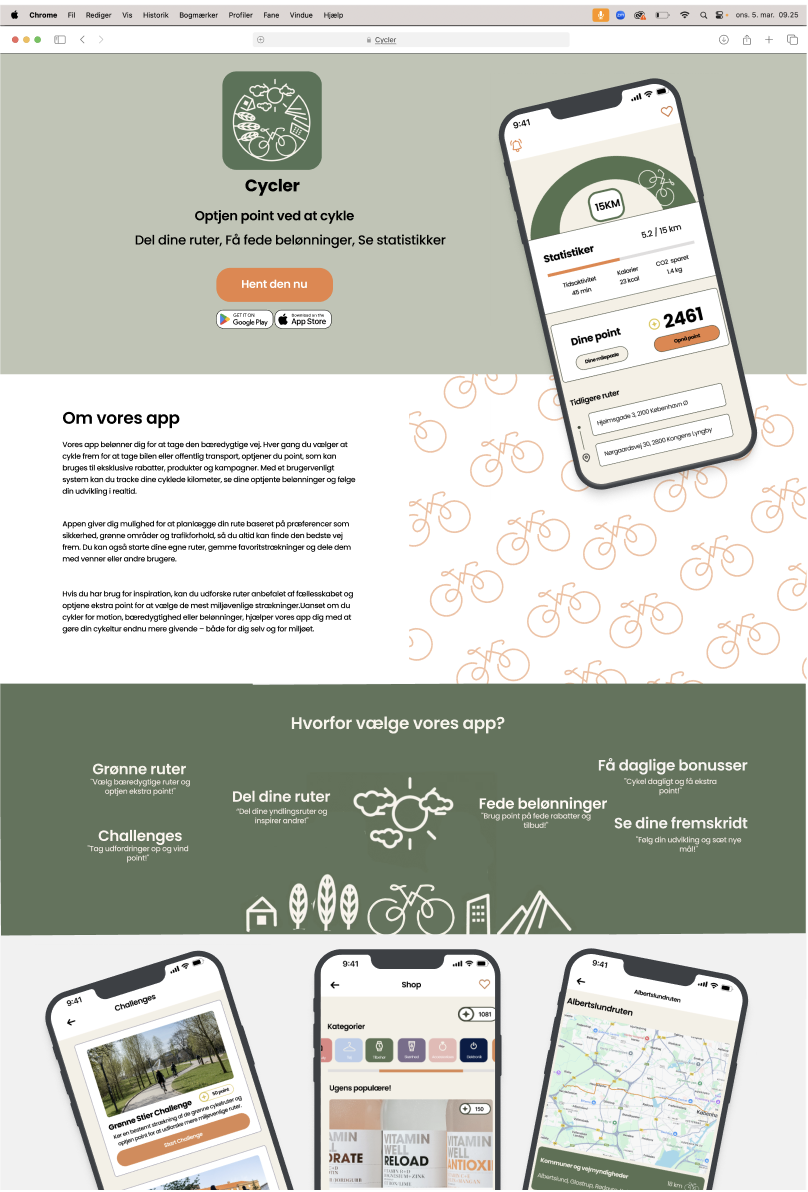 Chrome Fil Rediger Vis Historik Bogmærker Profiler Fane Vindue Hjælp
ons. 5. mar. 09.25
Cycler
Cycler
Optjen point ved at cykle
Del dine ruter, Få fede belønninger, Se statistikker
Hent den nu
GET IT ON
Google Play
Download on the
App Store
9:41
15KM
Statistiker
5.2 / 15 km
Tidsaktivitet
45 min
Kalorier
23 kcal
CO2 sparet
1.4 kg
Dine point
2461
Dine milepæle
Opnå point
Tidligere ruter
Hjørnsgade 3, 2100 København Ø
Nørgaardsvej 30, 2800 Kongens Lyngby
Om vores app
Vores app belønner dig for at tage den bæredygtige vej. Hver gang du vælger at
cykle frem for at tage bilen eller offentlig transport, optjener du point, som kan
bruges til eksklusive rabatter, produkter og kampagner. Med et brugervenligt
system kan du tracke dine cyklede kilometer, se dine optjente belønninger og følge
din udvikling i realtid.
Appen giver dig mulighed for at planlægge din rute baseret på præferencer som
sikkerhed, grønne områder og trafikforhold, så du altid kan finde den bedste vej
frem. Du kan også starte dine egne ruter, gemme favoritstrækninger og dele dem
med venner eller andre brugere.
Hvis du har brug for inspiration, kan du udforske ruter anbefalet af fællesskabet og
optjene ekstra point for at vælge de mest miljøvenlige strækninger.Uanset om du
cykler for motion, bæredygtighed eller belønninger, hjælper vores app dig med at
gøre din cykeltur endnu mere givende – både for dig selv og for miljøet.
Hvorfor vælge vores app?
Grønne ruter
"Vælg bæredygtige ruter og
optjen ekstra point!"
Challenges
"Tag udfordringer op og vind
point!"
Del dine ruter
"Del dine yndlingsruter og
inspirer andre!"
Fede belønninger
"Brug point på fede rabatter og
tilbud!"
Få daglige bonusser
"Cykel dagligt og få ekstra
point!"
Se dine fremskridt
"Følg din udvikling og sæt nye
mål!"
9:41
Challenges
50 point
Grønne Stier Challenge
Kør en bestemt strækning af de grønne cykelruter og
optjen point for at udforske mere miljøvenlige ruter.
Start Challenge
9:41
Shop
1081
Kategorier
Tilbehør
Elektronik
Ugens populære!
150
VITAMIN
WELL
RELOAD
VITAMIN
WELL
ANTIOXI
9:41
Albertslundruten
Albertslundruten
Københa
Kommuner og vejmyndigheder
Albertslund, Glostrup, Rødovre
18 km